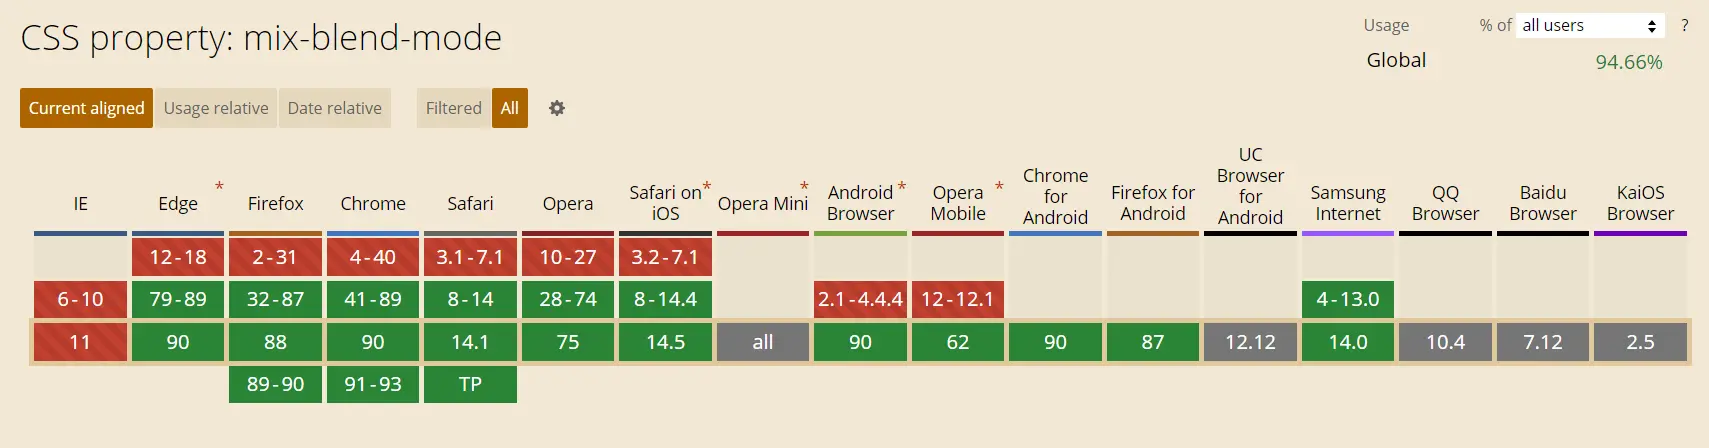 CSS property: mix-blend-mode
Usage % of all users ?
Global 94.66%
Current aligned Usage relative Date relative Filtered All
IE Edge * Firefox Chrome Safari Opera Safari on iOS * Opera Mini * Android Browser * Opera Mobile * Chrome for Android Firefox for Android UC Browser for Android Samsung Internet QQ Browser Baidu Browser KaiOS Browser
12-18 2-31 4-40 3.1-7.1 10-27 3.2-7.1
6-10 79-89 32-87 41-89 8-14 28-74 8-14.4 2.1-4.4.4 12-12.1 4-13.0
11 90 88 90 14.1 75 14.5 all 90 62 90 87 12.12 14.0 10.4 7.12 2.5
89-90 91-93 TP